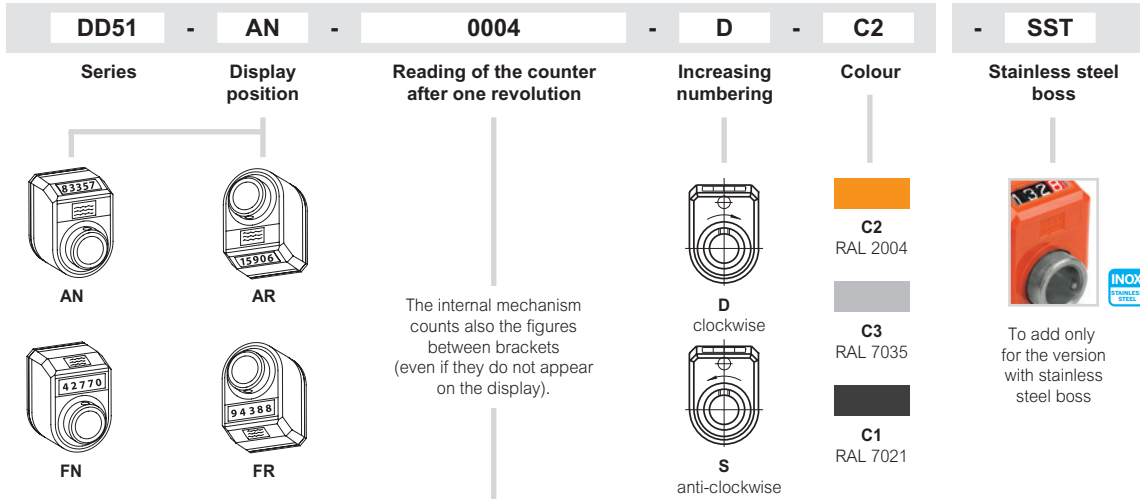 DD51 - AN - 0004 - D - C2 - SST
Series
Display
position
Reading of the counter
after one revolution
Increasing
numbering
Colour
Stainless steel
boss
83357
AN
15906
AR
42770
FN
94388
FR
The internal mechanism
counts also the figures
between brackets
(even if they do not appear
on the display).
D
clockwise
S
anti-clockwise
C2
RAL 2004
C3
RAL 7035
C1
RAL 7021
INOX
STAINLESS
STEEL
To add only
for the version
with stainless
steel boss